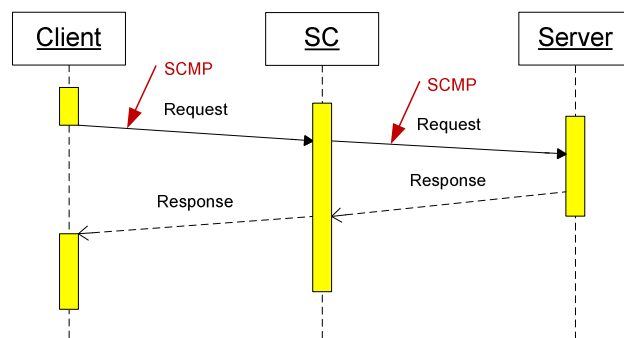 Client
SC
Server
SCMP
SCMP
Request
Request
Response
Response